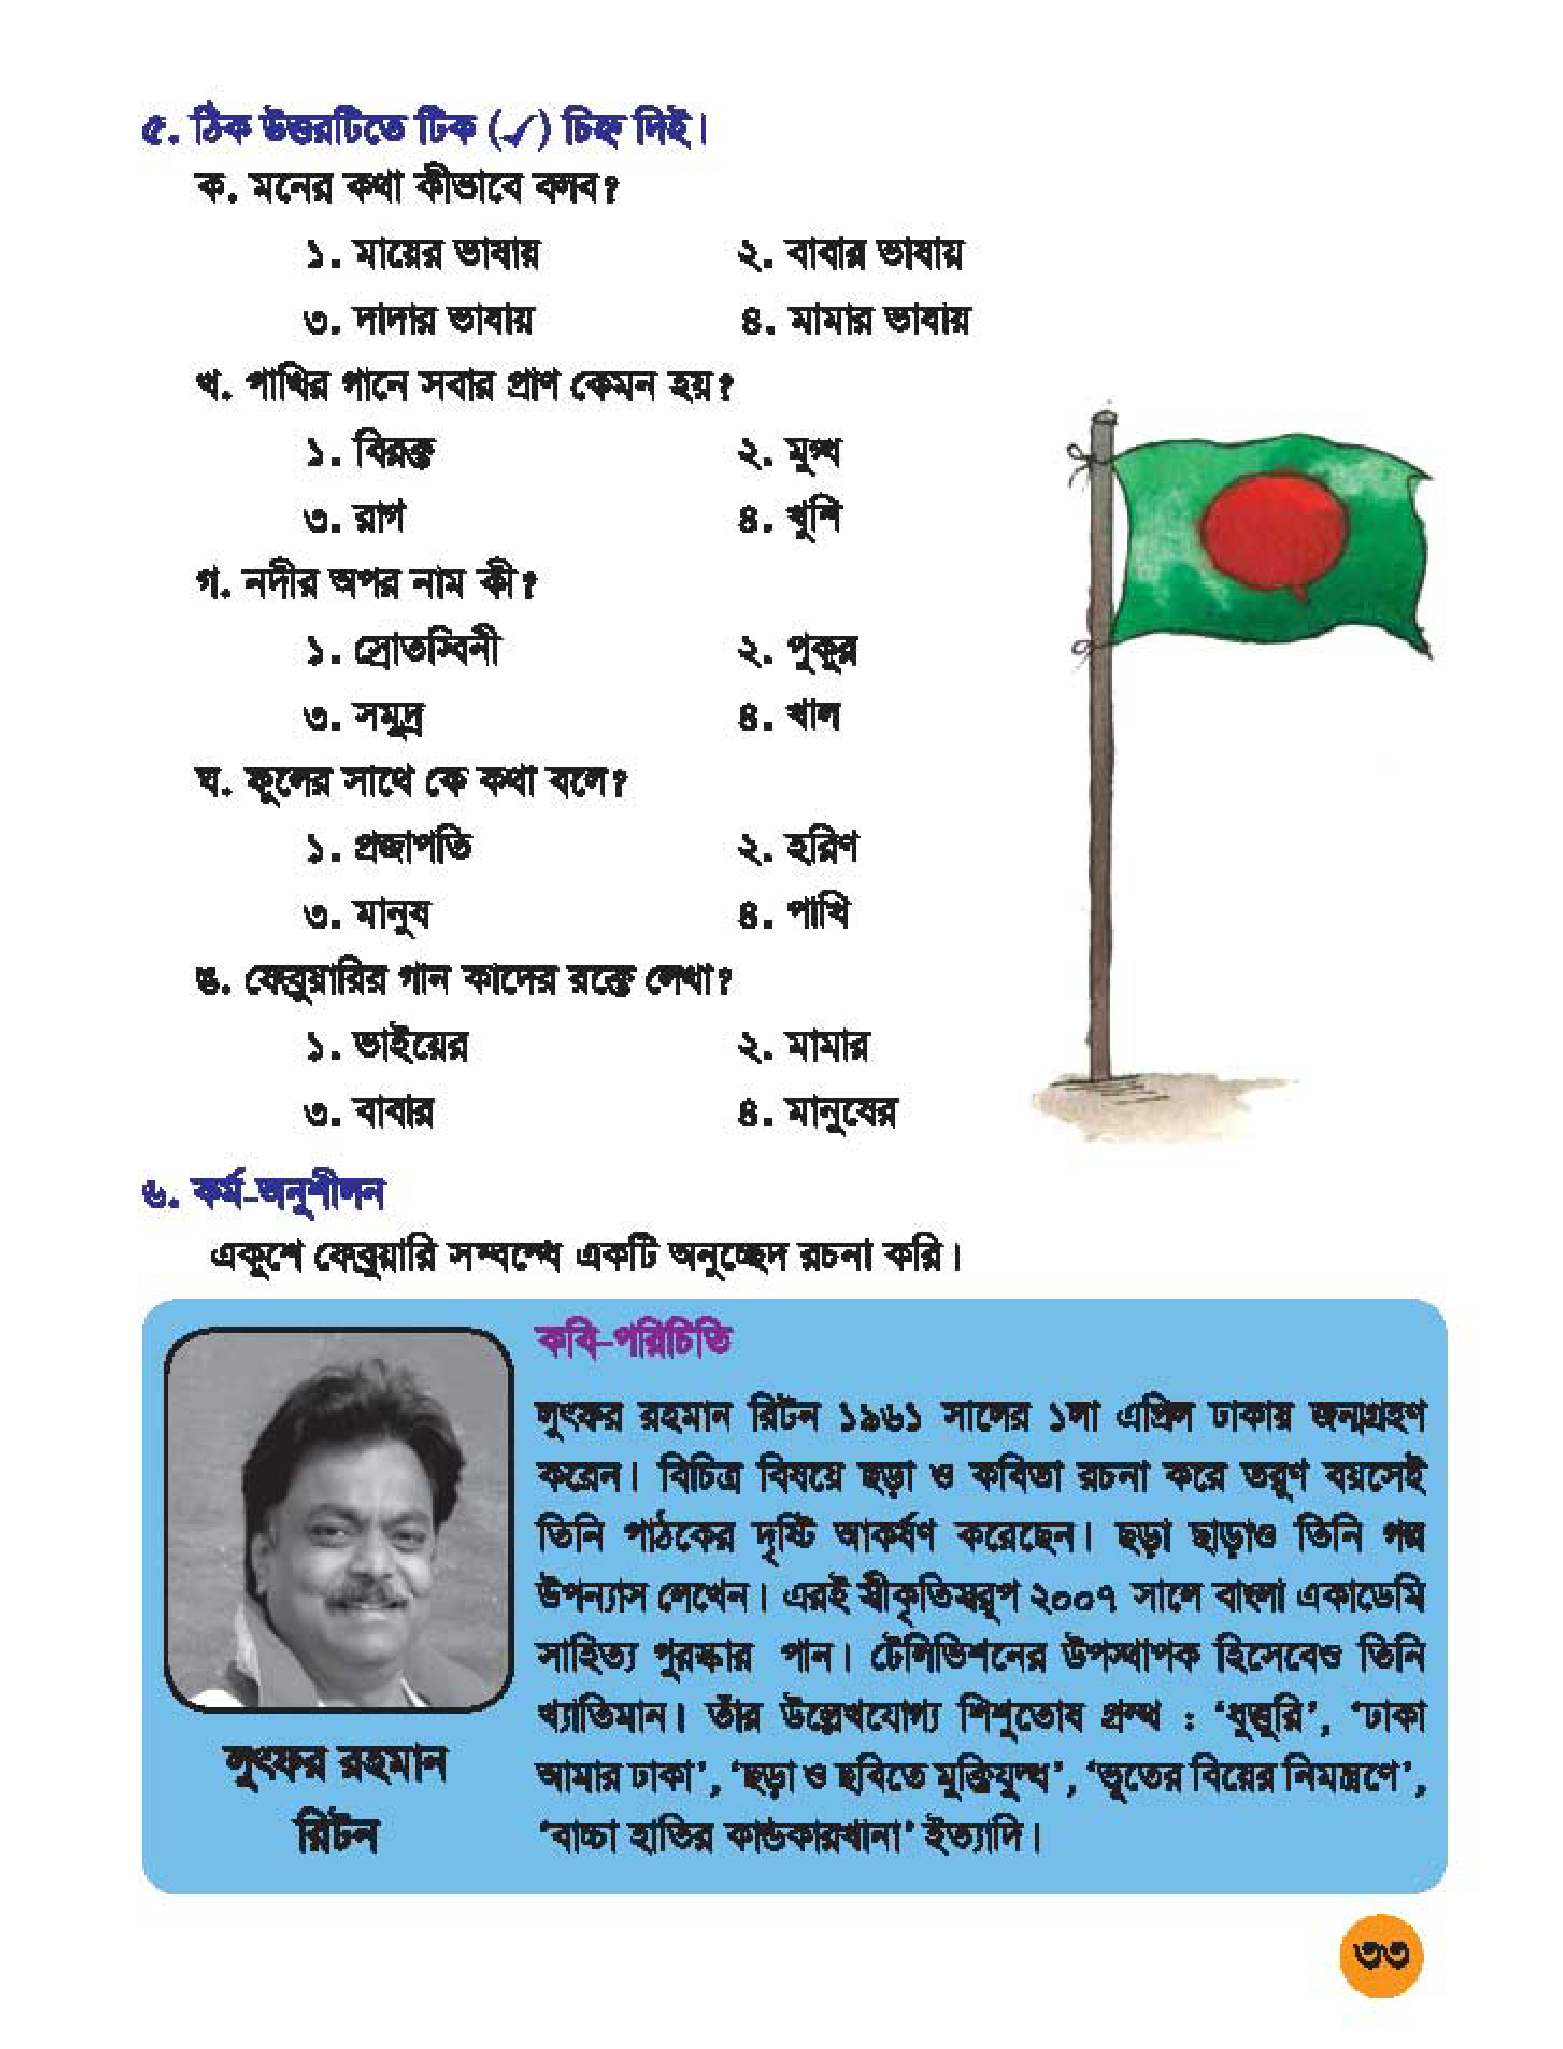 ৫. ঠিক উত্তরটিতে টিক (✓) চিহ্ন দিই।
ক. মনের কথা কীভাবে বলব?
১. মায়ের ভাষায় ২. বাবার ভাষায়
৩. দাদার ভাষায় ৪. মামার ভাষায়
খ. পাখির গানে সবার প্রাণ কেমন হয়?
১. বিরক্ত ২. মুগ্ধ
৩. রাগ ৪. খুশি
গ. নদীর অপর নাম কী?
১. স্রোতস্বিনী ২. পুকুর
৩. সমুদ্র ৪. খাল
ঘ. ফুলের সাথে কে কথা বলে?
১. প্রজাপতি ২. হরিণ
৩. মানুষ ৪. পাখি
ঙ. ফেব্রুয়ারির গান কাদের রক্তে লেখা?
১. ভাইয়ের ২. মামার
৩. বাবার ৪. মানুষের
৬. কর্ম-অনুশীলন
একুশে ফেব্রুয়ারি সম্বন্ধে একটি অনুচ্ছেদ রচনা করি।
কবি-পরিচিতি
লুৎফর রহমান রিটন ১৯৬১ সালের ১লা এপ্রিল ঢাকায় জন্মগ্রহণ
করেন। বিচিত্র বিষয়ে ছড়া ও কবিতা রচনা করে তরুণ বয়সেই
তিনি পাঠকের দৃষ্টি আকর্ষণ করেছেন। ছড়া ছাড়াও তিনি গল্প
উপন্যাস লেখেন। এরই স্বীকৃতিস্বরূপ ২০০৭ সালে বাংলা একাডেমি
সাহিত্য পুরস্কার পান। টেলিভিশনের উপস্থাপক হিসেবেও তিনি
খ্যাতিমান। তাঁর উল্লেখযোগ্য শিশুতোষ গ্রন্থ : ‘ধুত্তুরি’, ‘ঢাকা
আমার ঢাকা’, ‘ছড়া ও ছবিতে মুক্তিযুদ্ধ’, ‘ভূতের বিয়ের নিমন্ত্রণে’,
‘বাচ্চা হাতির কান্ডকারখানা’ ইত্যাদি।
লুৎফর রহমান
রিটন
৩৩